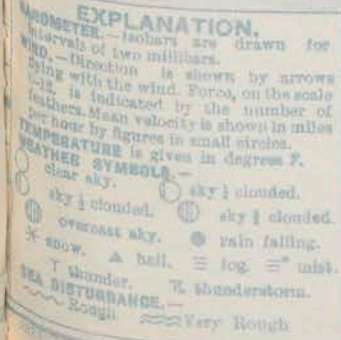 EXPLANATION.
BAROMETER.—Isobars are drawn for
intervals of two millibars.
WIND.—Direction is shown by arrows
flying with the wind. Force, on the scale
0-12, is indicated by the number of
feathers. Mean velocity is shown in miles
per hour by figures in small circles.
TEMPERATURE is given in degrees F.
WEATHER SYMBOLS.—
clear sky. sky ¼ clouded.
sky ½ clouded. sky ¾ clouded
overcast sky. rain falling.
snow. hail. fog. mist.
thunder. thunderstorm.
SEA DISTURBANCE.—
Rough Very Rough